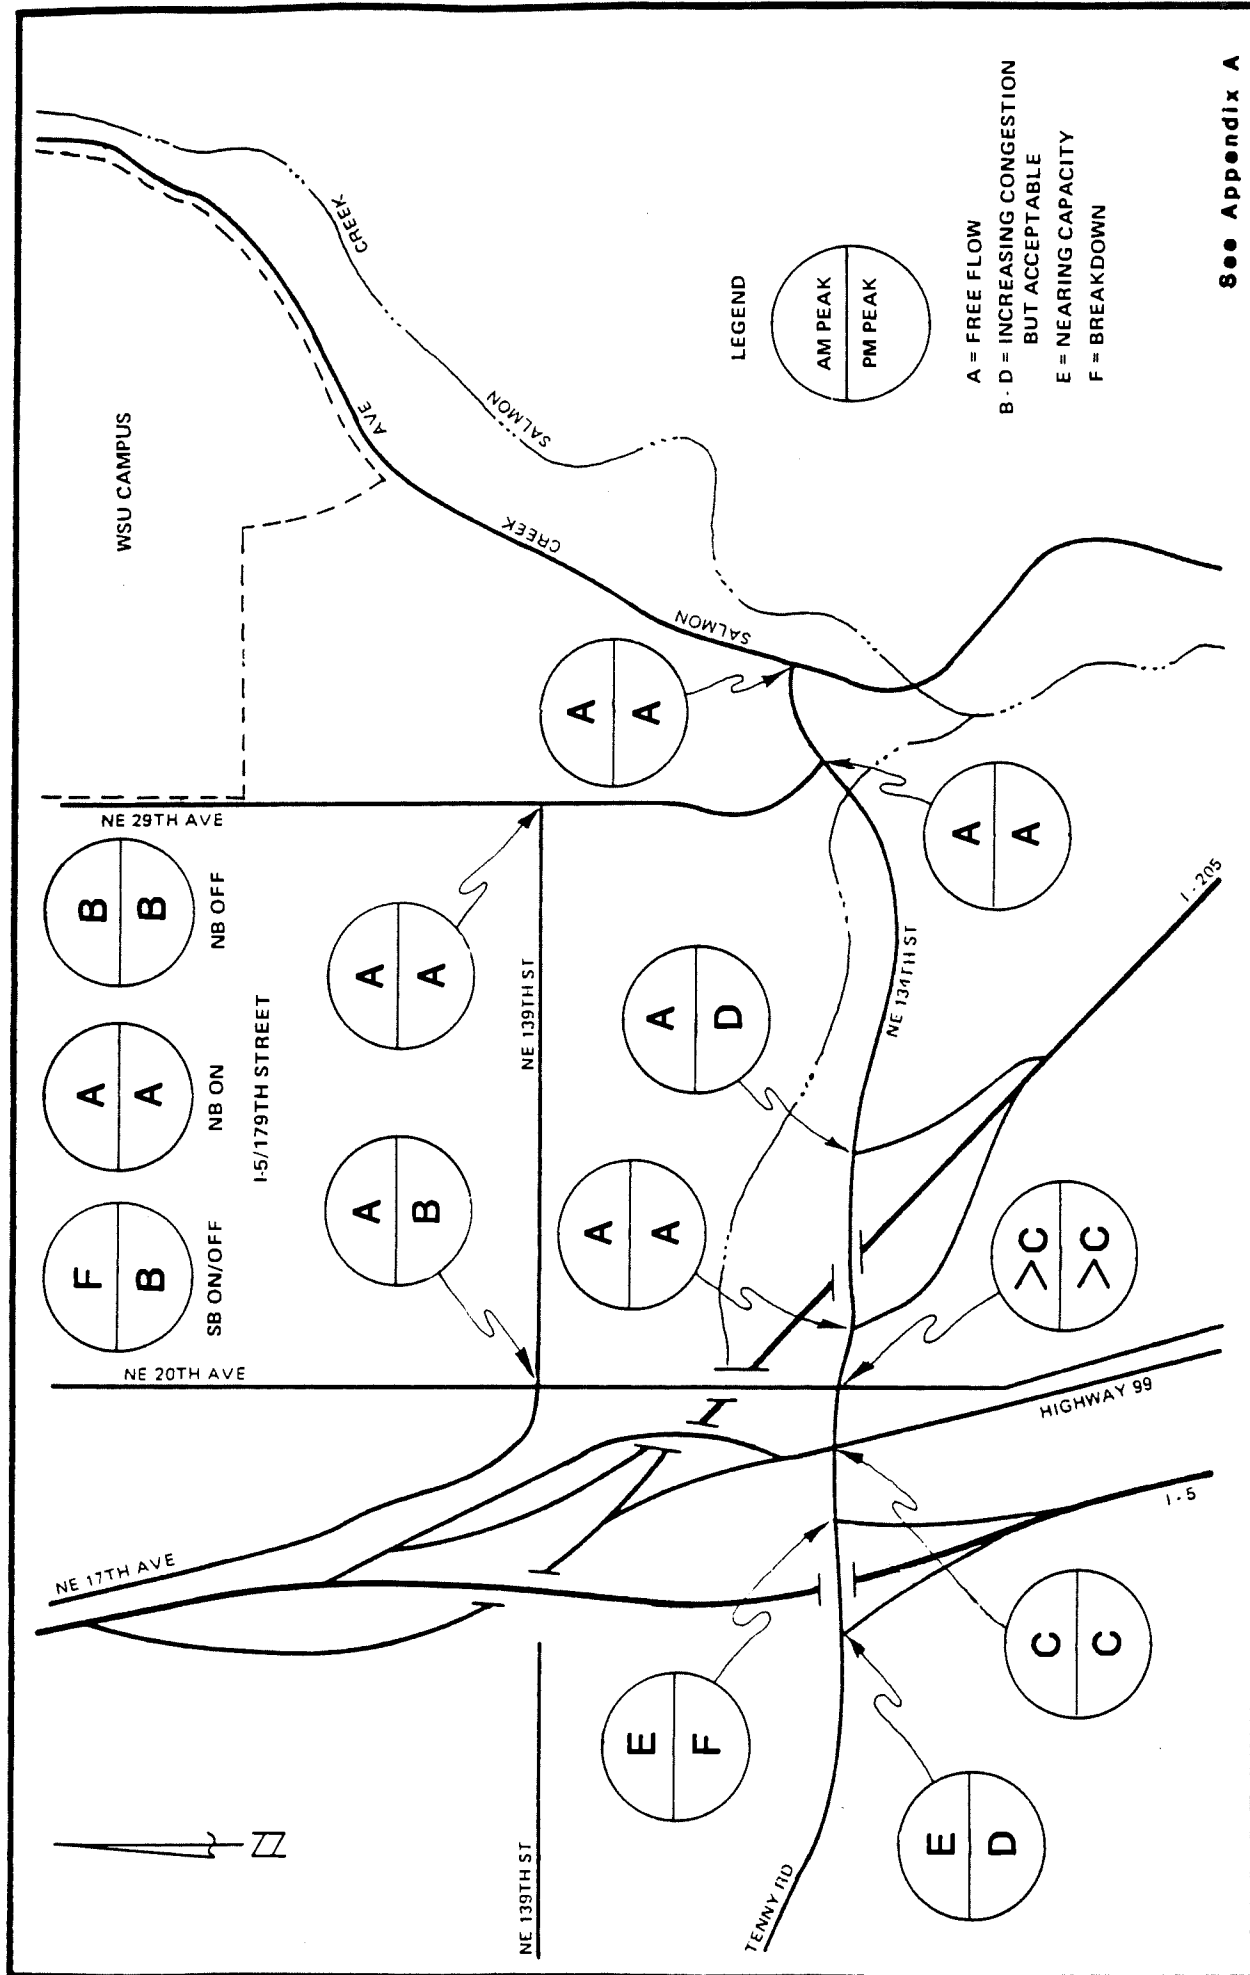 WSU CAMPUS
NE 29TH AVE
B
B
NB OFF
A
A
NB ON
F
B
SB ON/OFF
I-5/179TH STREET
NE 20TH AVE
NE 17TH AVE
NE 139TH ST
NE 139TH ST
A
A
A
B
A
A
A
D
A
A
A
A
>C
>C
C
C
E
F
E
D
SALMON
CREEK
AVE
SALMON
CREEK
NE 134TH ST
I-205
HIGHWAY 99
I-5
TENNY RD
N
LEGEND
AM PEAK
PM PEAK
A = FREE FLOW
B - D = INCREASING CONGESTION
BUT ACCEPTABLE
E = NEARING CAPACITY
F = BREAKDOWN
See Appendix A